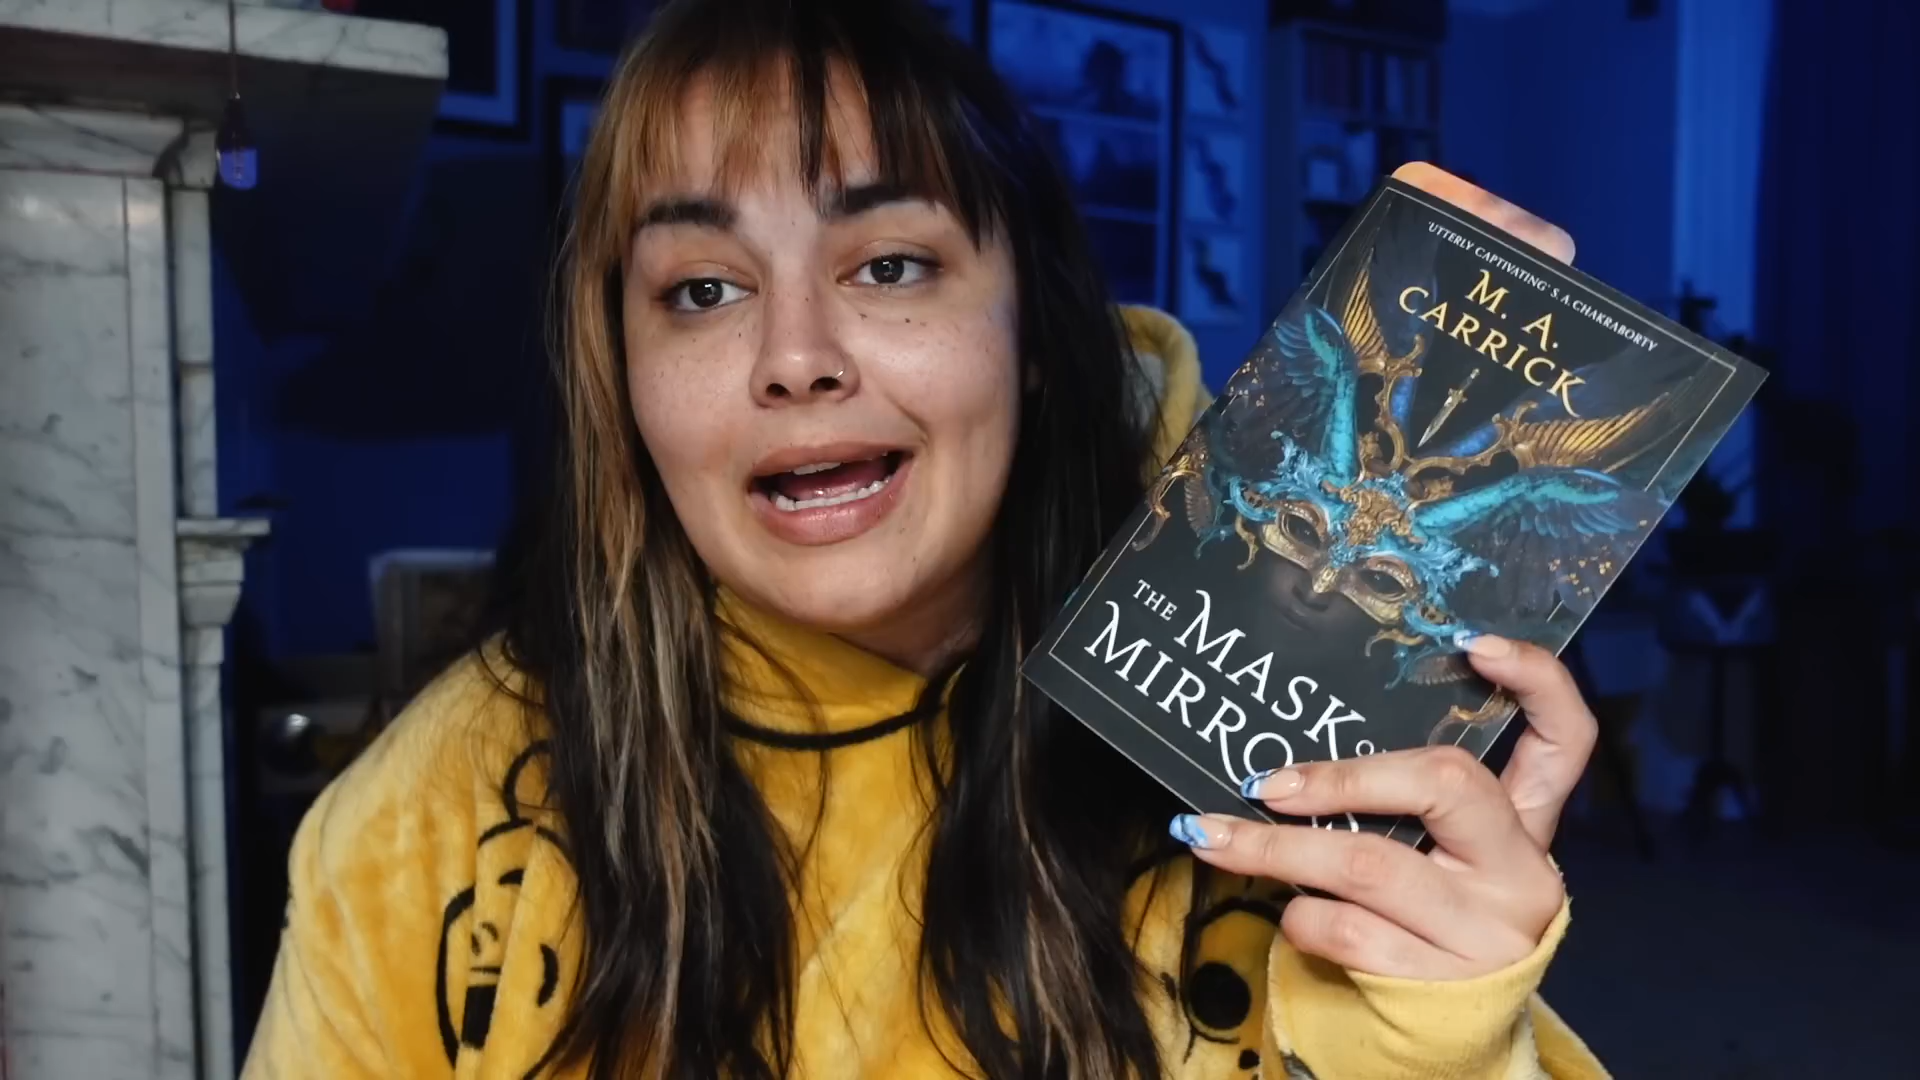 'UTTERLY CAPTIVATING' S. A. CHAKRABORTY
M. A.
CARRICK
THE MASK
MIRRO